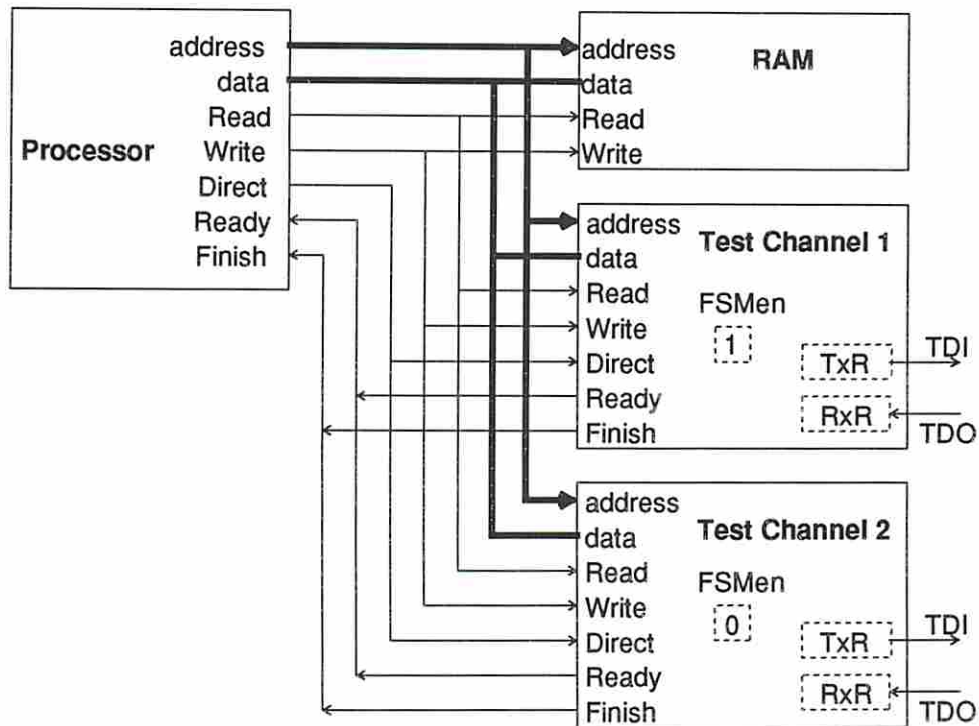 Processor
address
data
Read
Write
Direct
Ready
Finish
RAM
address
data
Read
Write
Test Channel 1
address
data
Read
Write
Direct
Ready
Finish
FSMen
1
TxR
RxR
TDI
TDO
Test Channel 2
address
data
Read
Write
Direct
Ready
Finish
FSMen
0
TxR
RxR
TDI
TDO